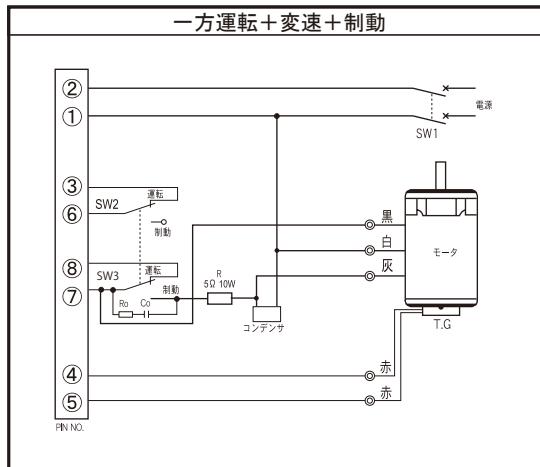 一方運転＋変速＋制動
②
①
電源
SW1
③
運転
SW2
⑥
制動
⑧
運転
SW3
⑦
制動
R
5Ω 10W
Ro
Co
コンデンサ
黒
白
灰
モータ
T.G
④
赤
⑤
赤
PIN NO.